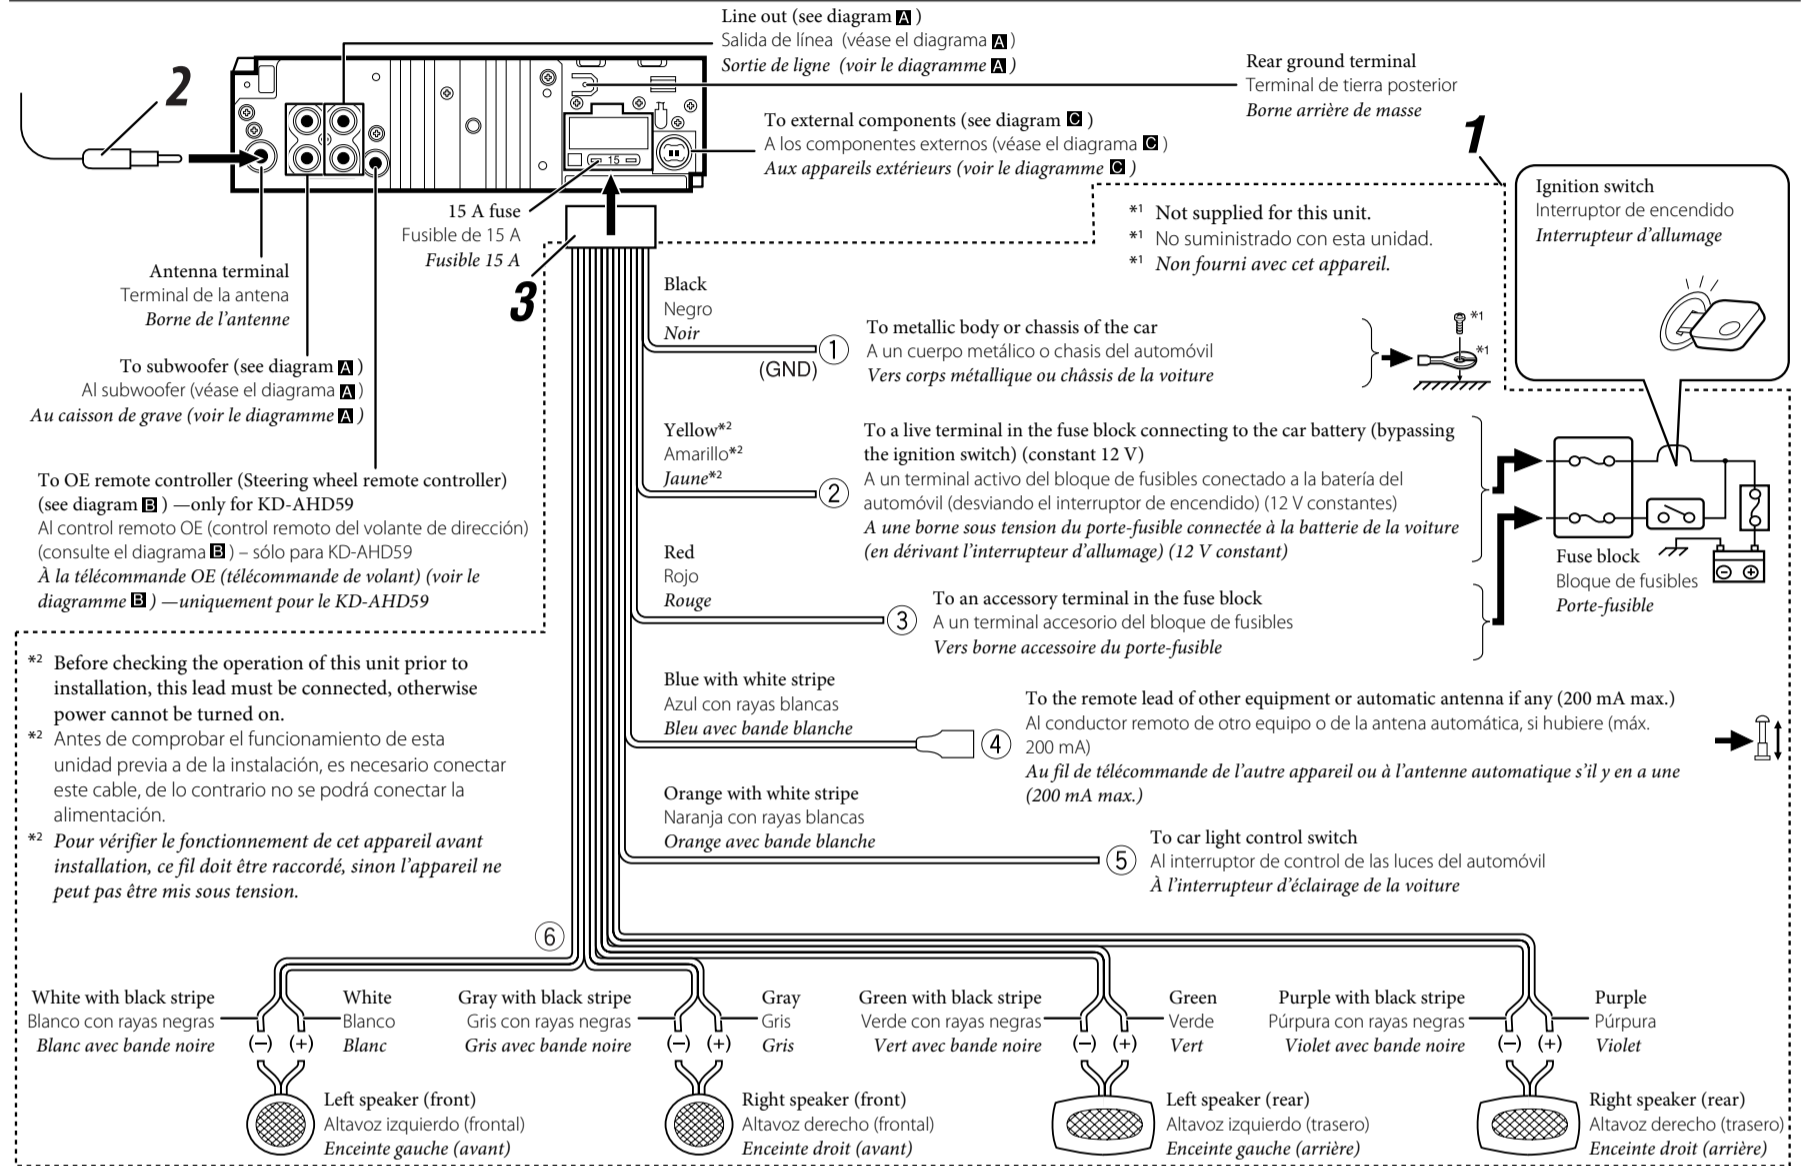 Line out (see diagram A )
Salida de línea (véase el diagrama A )
Sortie de ligne (voir le diagramme A )
Rear ground terminal
Terminal de tierra posterior
Borne arrière de masse
2
To external components (see diagram C )
A los componentes externos (véase el diagrama C )
Aux appareils extérieurs (voir le diagramme C )
1
15
15 A fuse
Fusible de 15 A
Fusible 15 A
*1 Not supplied for this unit.
*1 No suministrado con esta unidad.
*1 Non fourni avec cet appareil.
Ignition switch
Interruptor de encendido
Interrupteur d’allumage
Antenna terminal
Terminal de la antena
Borne de l’antenne
3
To subwoofer (see diagram A )
Al subwoofer (véase el diagrama A )
Au caisson de grave (voir le diagramme A )
To OE remote controller (Steering wheel remote controller)
(see diagram B ) —only for KD-AHD59
Al control remoto OE (control remoto del volante de dirección)
(consulte el diagrama B ) – sólo para KD-AHD59
À la télécommande OE (télécommande de volant) (voir le
diagramme B ) —uniquement pour le KD-AHD59
Black
Negro
Noir
(GND)
①
To metallic body or chassis of the car
A un cuerpo metálico o chasis del automóvil
Vers corps métallique ou châssis de la voiture
*1
*1
Yellow*2
Amarillo*2
Jaune*2
②
To a live terminal in the fuse block connecting to the car battery (bypassing
the ignition switch) (constant 12 V)
A un terminal activo del bloque de fusibles conectado a la batería del
automóvil (desviando el interruptor de encendido) (12 V constantes)
A une borne sous tension du porte-fusible connectée à la batterie de la voiture
(en dérivant l’interrupteur d’allumage) (12 V constant)
Fuse block
Bloque de fusibles
Porte-fusible
Red
Rojo
Rouge
③
To an accessory terminal in the fuse block
A un terminal accesorio del bloque de fusibles
Vers borne accessoire du porte-fusible
*2 Before checking the operation of this unit prior to
installation, this lead must be connected, otherwise
power cannot be turned on.
*2 Antes de comprobar el funcionamiento de esta
unidad previa a de la instalación, es necesario conectar
este cable, de lo contrario no se podrá conectar la
alimentación.
*2 Pour vérifier le fonctionnement de cet appareil avant
installation, ce fil doit être raccordé, sinon l’appareil ne
peut pas être mis sous tension.
Blue with white stripe
Azul con rayas blancas
Bleu avec bande blanche
④
To the remote lead of other equipment or automatic antenna if any (200 mA max.)
Al conductor remoto de otro equipo o de la antena automática, si hubiere (máx.
200 mA)
Au fil de télécommande de l’autre appareil ou à l’antenne automatique s’il y en a une
(200 mA max.)
Orange with white stripe
Naranja con rayas blancas
Orange avec bande blanche
⑤
To car light control switch
Al interruptor de control de las luces del automóvil
À l’interrupteur d’éclairage de la voiture
⑥
White with black stripe
Blanco con rayas negras
Blanc avec bande noire
(–) (+)
White
Blanco
Blanc
Left speaker (front)
Altavoz izquierdo (frontal)
Enceinte gauche (avant)
Gray with black stripe
Gris con rayas negras
Gris avec bande noire
(–) (+)
Gray
Gris
Gris
Right speaker (front)
Altavoz derecho (frontal)
Enceinte droit (avant)
Green with black stripe
Verde con rayas negras
Vert avec bande noire
(–) (+)
Green
Verde
Vert
Left speaker (rear)
Altavoz izquierdo (trasero)
Enceinte gauche (arrière)
Purple with black stripe
Púrpura con rayas negras
Violet avec bande noire
(–) (+)
Purple
Púrpura
Violet
Right speaker (rear)
Altavoz derecho (trasero)
Enceinte droit (arrière)